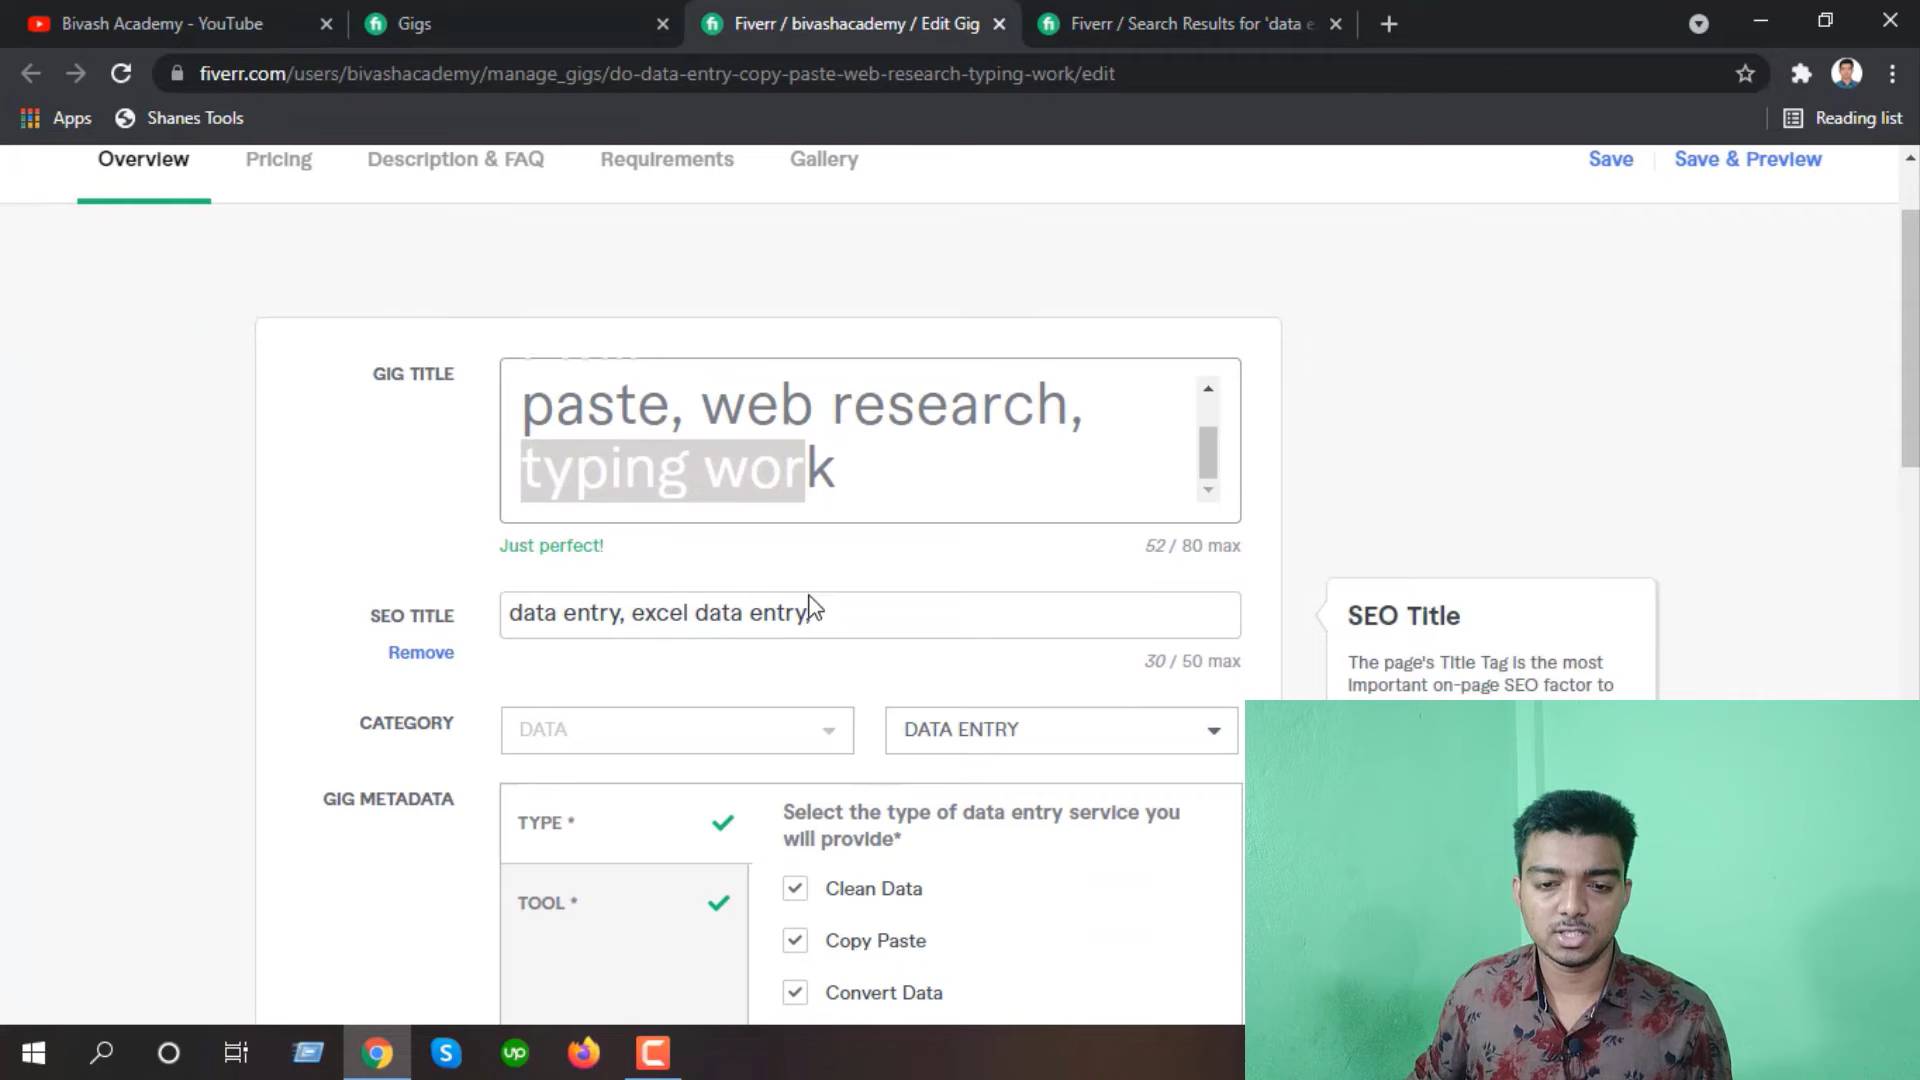 Bivash Academy - YouTube
Gigs
Fiverr / bivashacademy / Edit Gig
Fiverr / Search Results for 'data e
fiverr.com/users/bivashacademy/manage_gigs/do-data-entry-copy-paste-web-research-typing-work/edit
Apps
Shanes Tools
Reading list
Overview
Pricing
Description & FAQ
Requirements
Gallery
Save
Save & Preview
GIG TITLE
paste, web research,
typing work
Just perfect!
52 / 80 max
SEO TITLE
Remove
data entry, excel data entry,
30 / 50 max
SEO Title
The page's Title Tag is the most
important on-page SEO factor to
CATEGORY
DATA
DATA ENTRY
GIG METADATA
TYPE *
TOOL *
Select the type of data entry service you
will provide*
Clean Data
Copy Paste
Convert Data